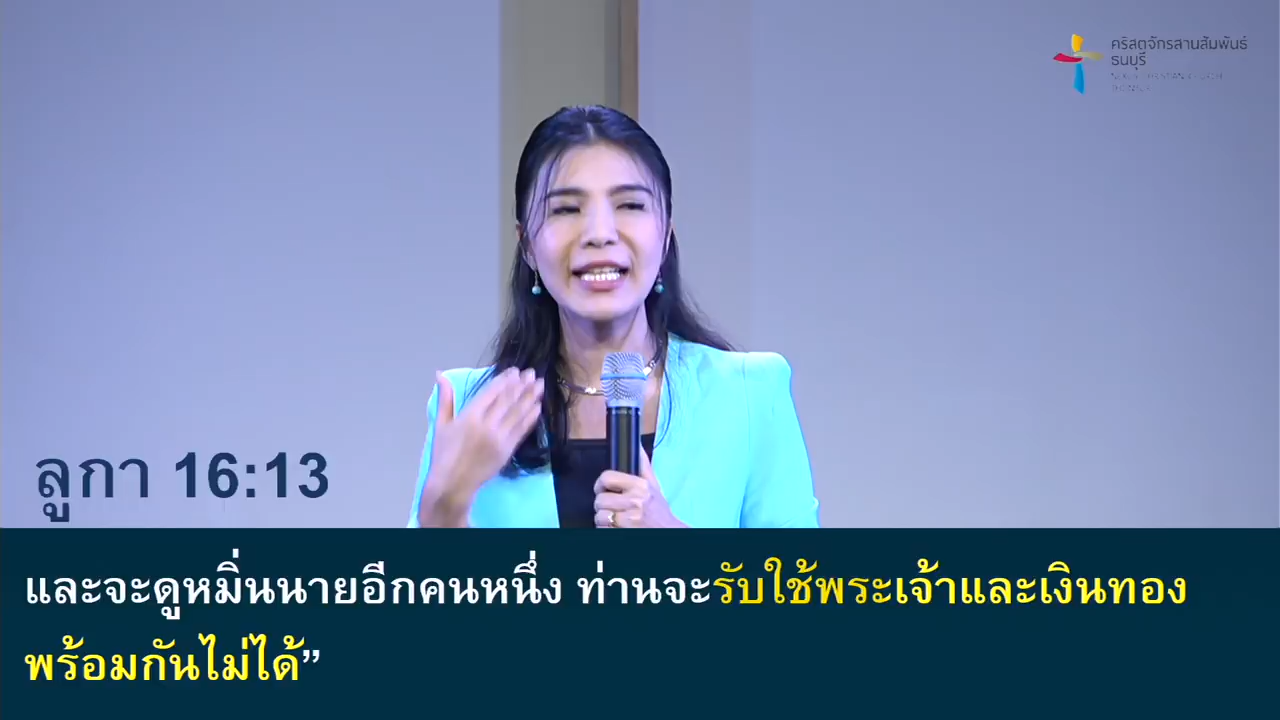 คริสตจักรสานสัมพันธ์
ธนบุรี
ลูกา 16:13
และจะดูหมิ่นนายอีกคนหนึ่ง ท่านจะรับใช้พระเจ้าและเงินทอง
พร้อมกันไม่ได้”